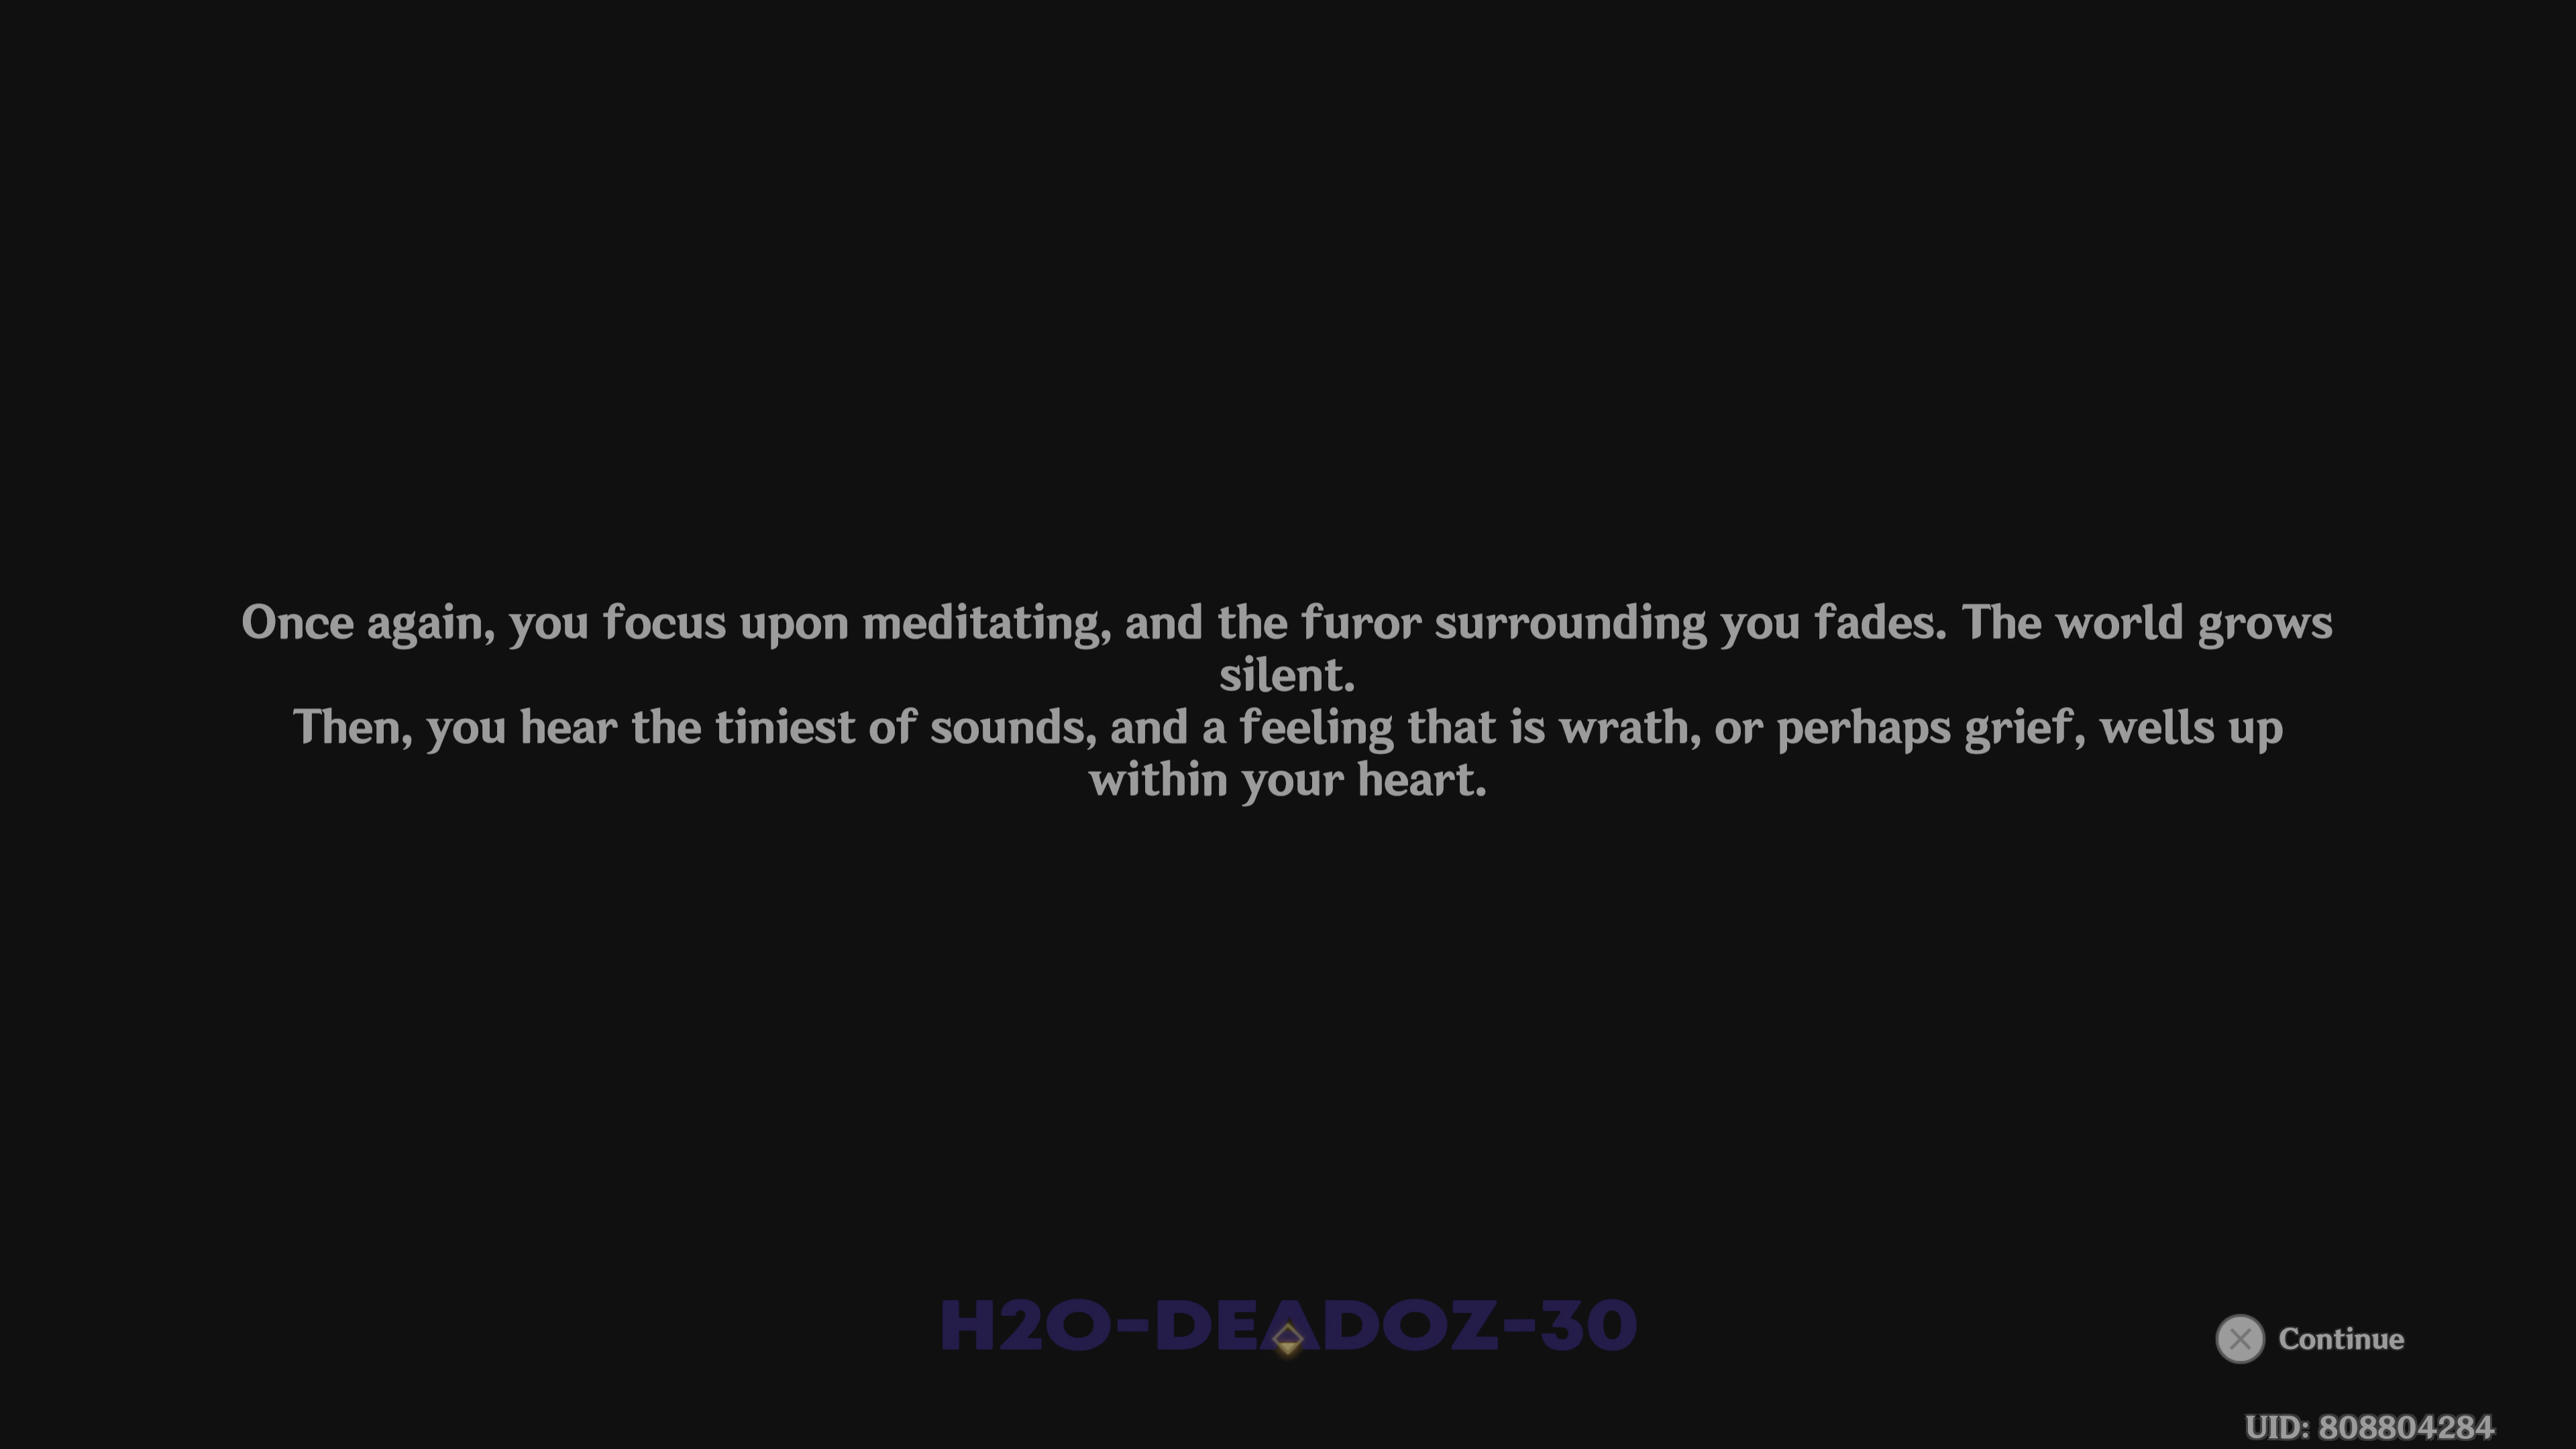 Once again, you focus upon meditating, and the furor surrounding you fades. The world grows
silent.
Then, you hear the tiniest of sounds, and a feeling that is wrath, or perhaps grief, wells up
within your heart.
H2O-DEADOZ-30
Continue
UID: 808804284